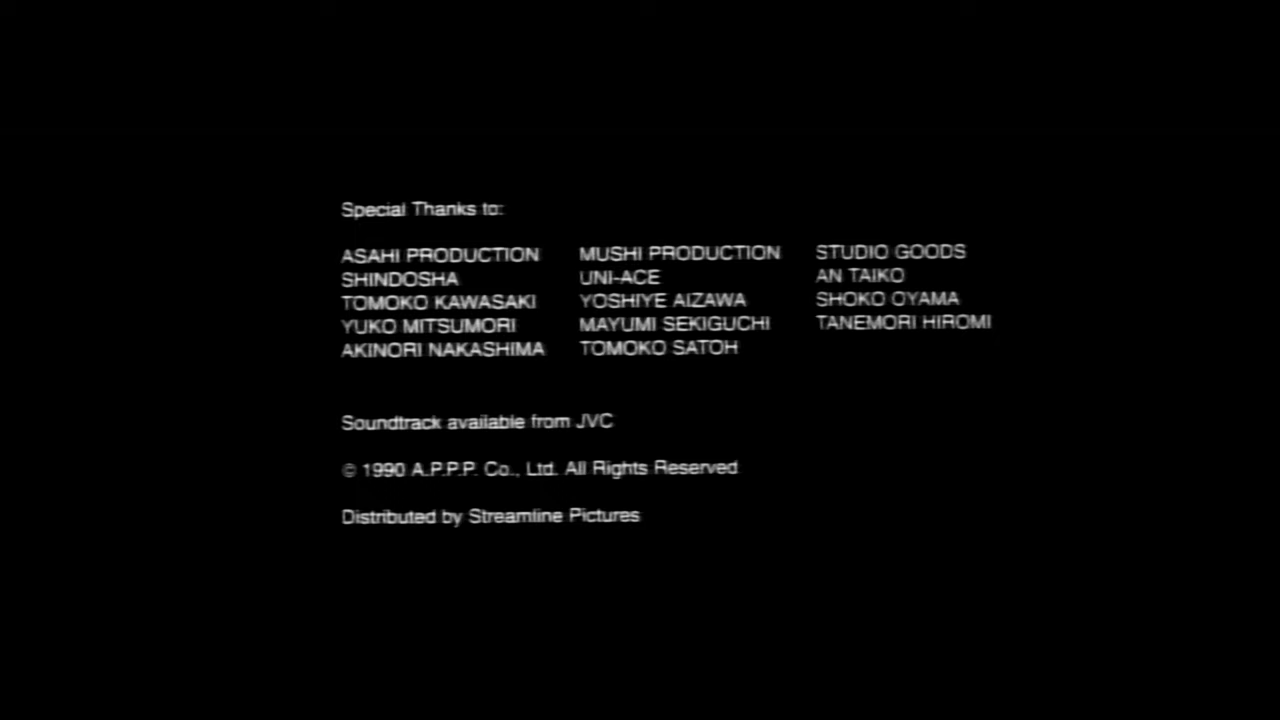 Special Thanks to:
ASAHI PRODUCTION MUSHI PRODUCTION STUDIO GOODS
SHINDOSHA UNI-ACE AN TAIKO
TOMOKO KAWASAKI YOSHIYE AIZAWA SHOKO OYAMA
YUKO MITSUMORI MAYUMI SEKIGUCHI TANEMORI HIROMI
AKINORI NAKASHIMA TOMOKO SATOH
Soundtrack available from JVC
© 1990 A.P.P.P. Co., Ltd. All Rights Reserved
Distributed by Streamline Pictures